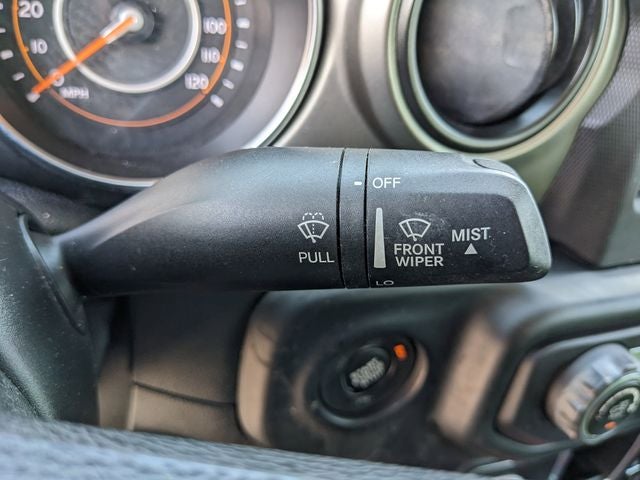 20
10
0
MPH
100
110
120
OFF
PULL
FRONT
WIPER
MIST
LO